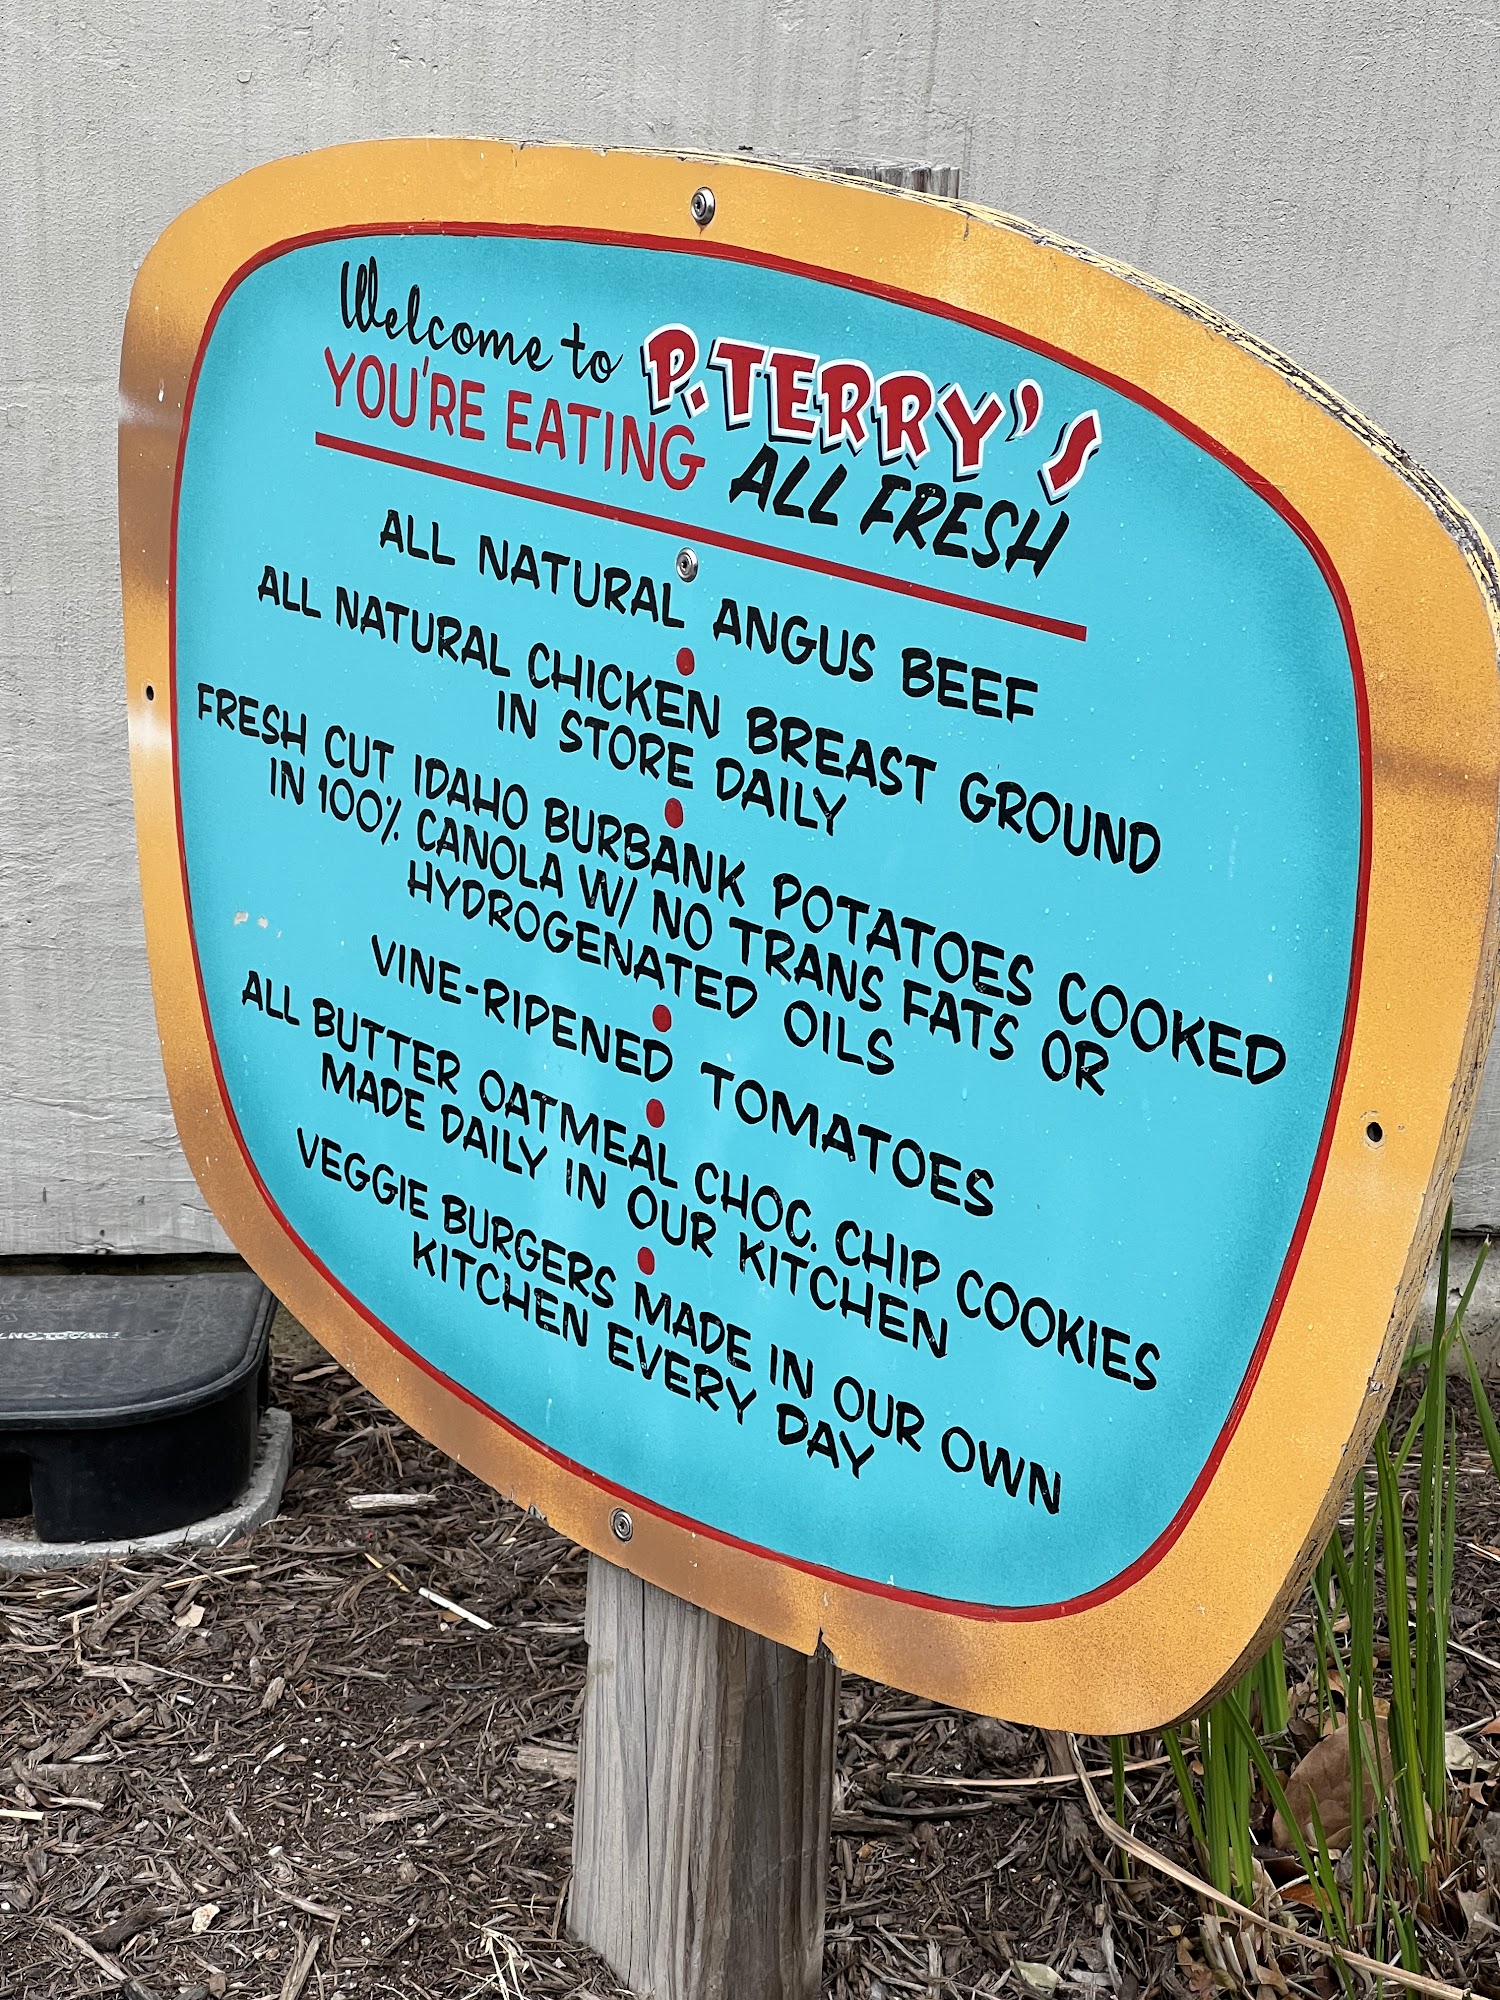 Welcome to P.TERRY'S
YOU'RE EATING ALL FRESH
ALL NATURAL ANGUS BEEF
ALL NATURAL CHICKEN BREAST GROUND
IN STORE DAILY
FRESH CUT IDAHO BURBANK POTATOES COOKED
IN 100% CANOLA W/ NO TRANS FATS OR
HYDROGENATED OILS
VINE-RIPENED TOMATOES
ALL BUTTER OATMEAL CHOC. CHIP COOKIES
MADE DAILY IN OUR KITCHEN
VEGGIE BURGERS MADE IN OUR OWN
KITCHEN EVERY DAY